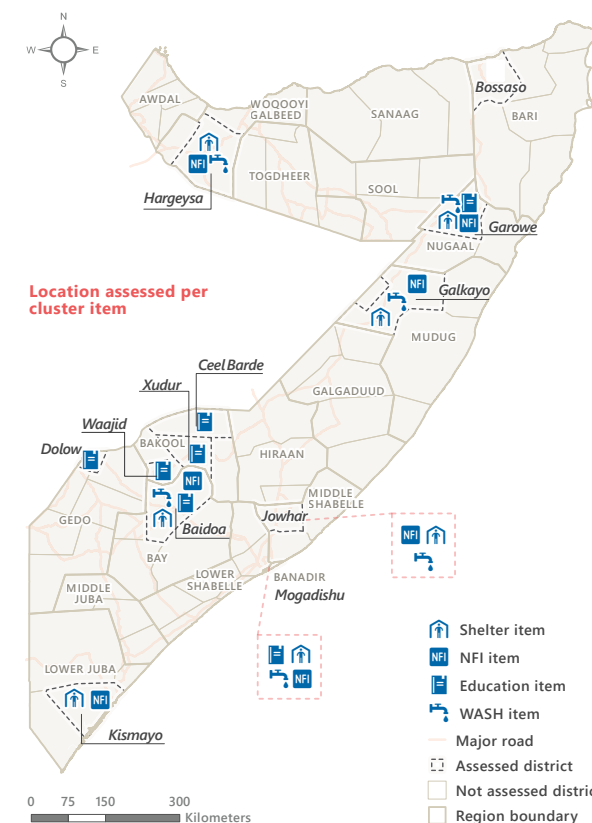 N
W
E
S
Bossaso
AWDAL
WOQOOYI
GALBEED
SANAAG
BARI
NFI
TOGDHEER
SOOL
Hargeysa
NFI
Garowe
NUGAAL
Location assessed per
cluster item
NFI
Galkayo
MUDUG
Ceel Barde
Xudur
GALGADUUD
Waajid
BAKOOL
Dolow
HIRAAN
NFI
MIDDLE
SHABELLE
GEDO
Jowhar
Baidoa
NFI
BAY
LOWER
SHABELLE
BANADIR
Mogadishu
MIDDLE
JUBA
NFI
LOWER JUBA
NFI
Kismayo
Shelter item
NFI NFI item
Education item
WASH item
Major road
Assessed district
Not assessed distric
Region boundary
0 75 150 300
Kilometers